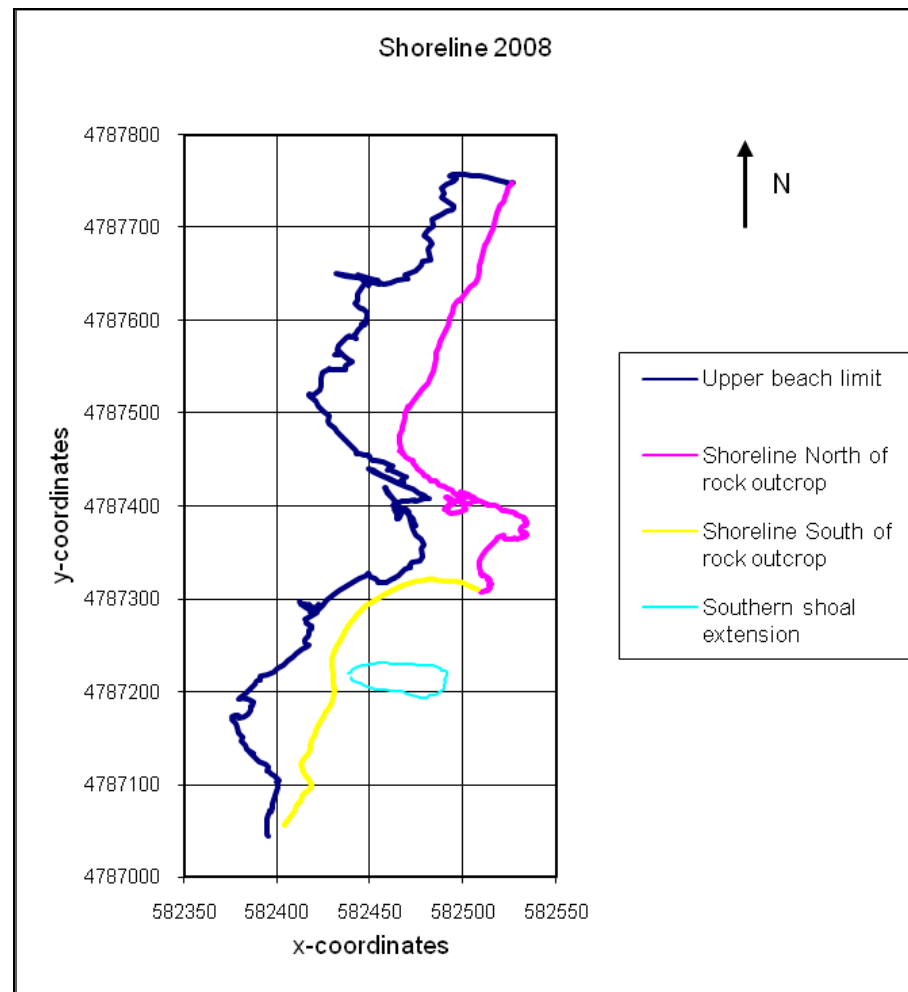 Shoreline 2008
4787800
4787700
4787600
4787500
4787400
4787300
4787200
4787100
4787000
y-coordinates
582350 582400 582450 582500 582550
x-coordinates
N
Upper beach limit
Shoreline North of
rock outcrop
Shoreline South of
rock outcrop
Southern shoal
extension